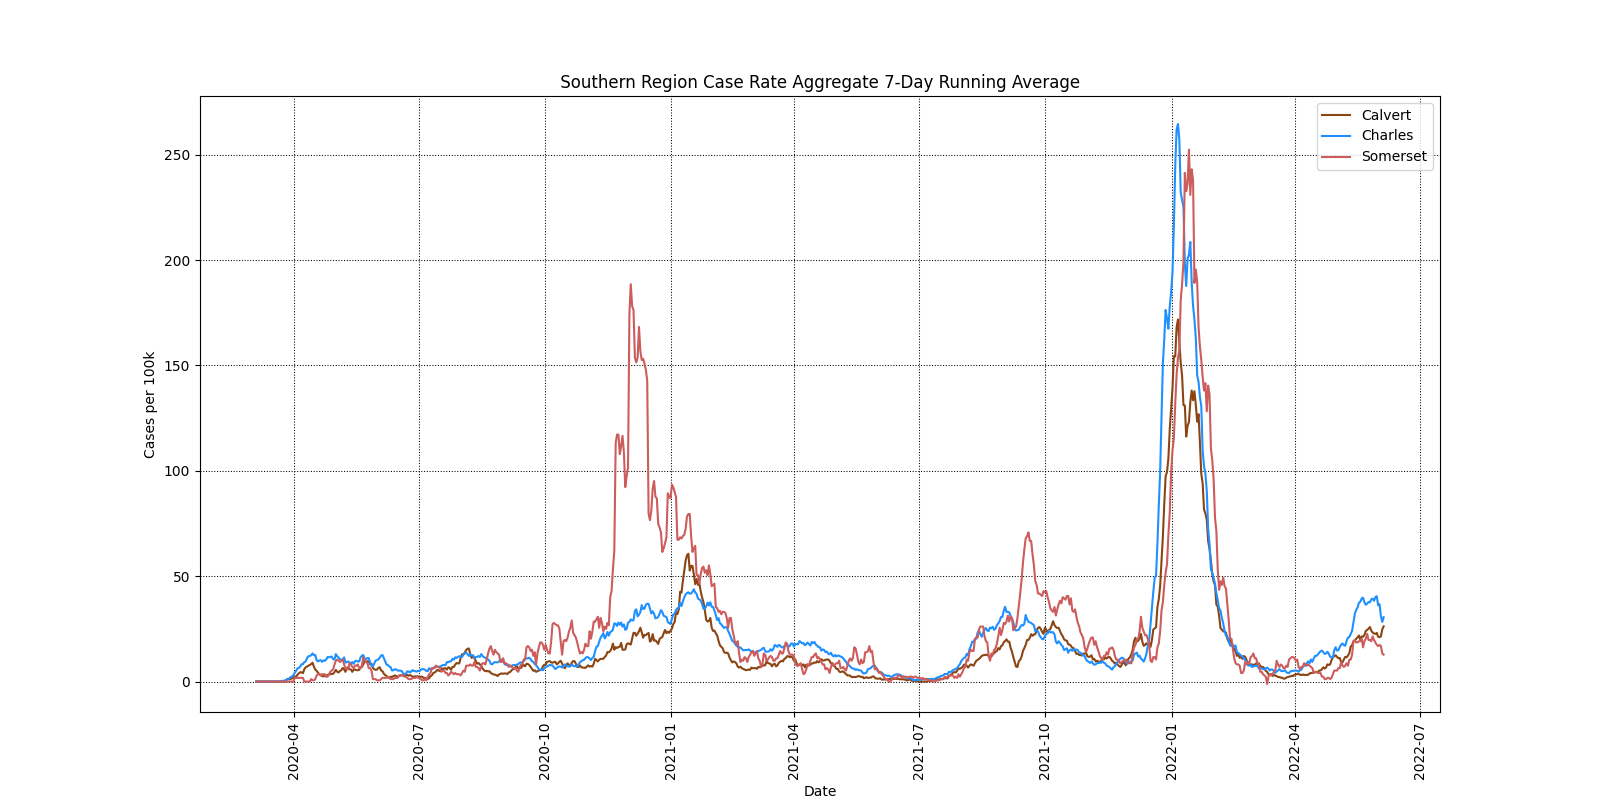 Southern Region Case Rate Aggregate 7-Day Running Average
Calvert
Charles
Somerset
Cases per 100k
250
200
150
100
50
0
2020-04
2020-07
2020-10
2021-01
2021-04
2021-07
2021-10
2022-01
2022-04
2022-07
Date